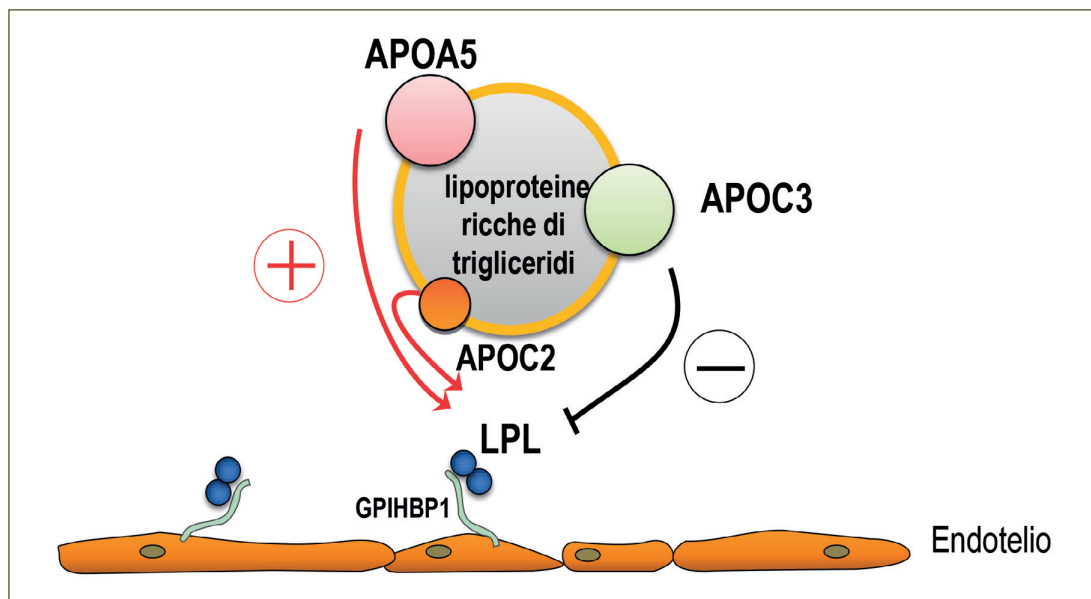 APOA5
lipoproteine
ricche di
trigliceridi
APOC3
APOC2
LPL
GPIHBP1
Endotelio